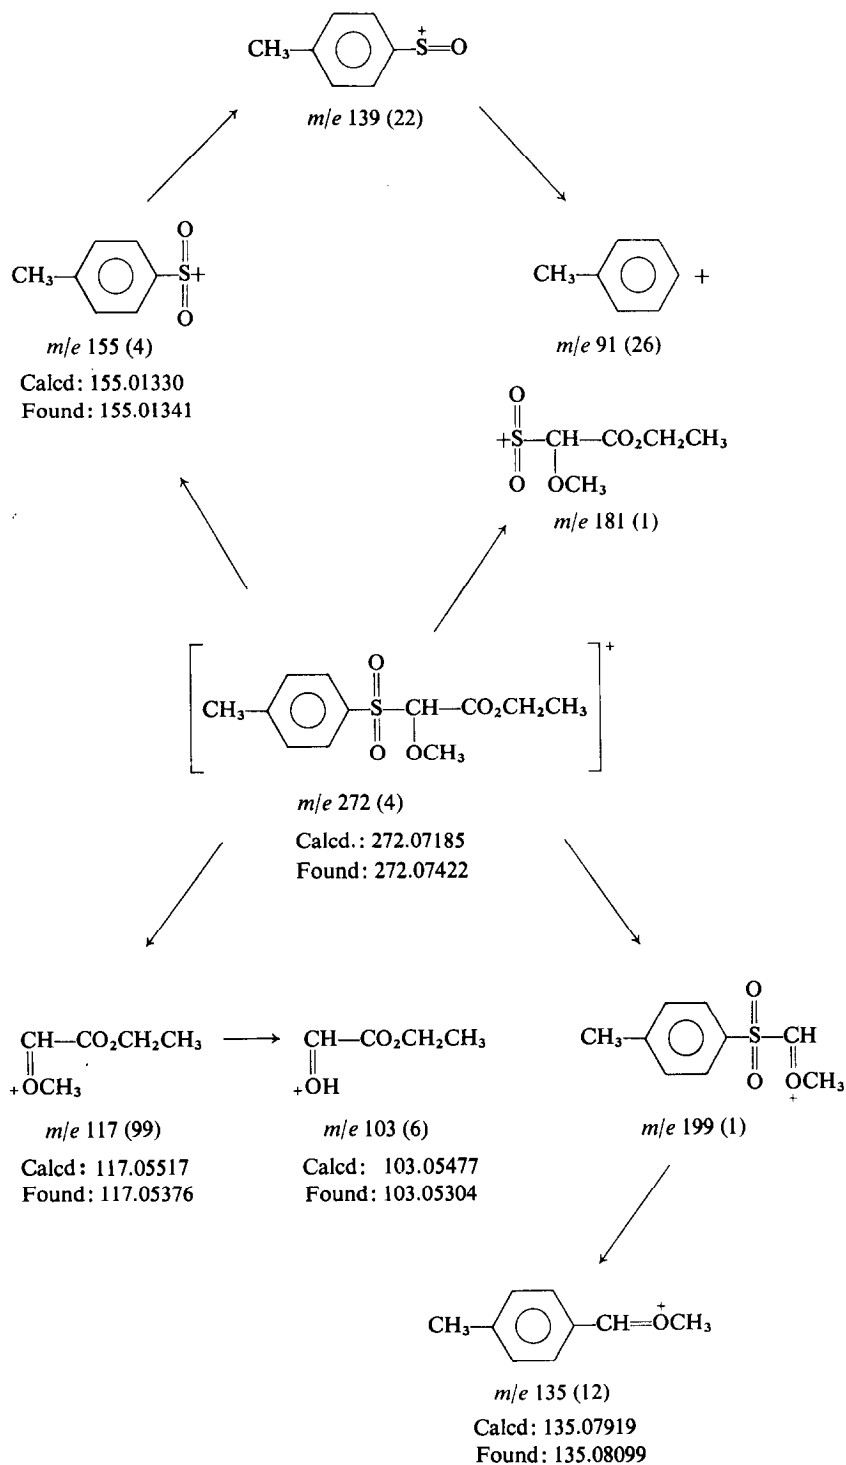 CH₃ S=O
+
m/e 139 (22)
O
CH₃ S+
O
m/e 155 (4)
Calcd: 155.01330
Found: 155.01341
CH₃ +
m/e 91 (26)
O
+S—CH—CO₂CH₂CH₃
O OCH₃
m/e 181 (1)
+
O
CH₃ S—CH—CO₂CH₂CH₃
O OCH₃
m/e 272 (4)
Calcd.: 272.07185
Found: 272.07422
CH—CO₂CH₂CH₃
+OCH₃
m/e 117 (99)
Calcd: 117.05517
Found: 117.05376
CH—CO₂CH₂CH₃
+OH
m/e 103 (6)
Calcd: 103.05477
Found: 103.05304
O
CH₃ S—CH
O OCH₃
+
m/e 199 (1)
+
CH₃ CH=OCH₃
m/e 135 (12)
Calcd: 135.07919
Found: 135.08099